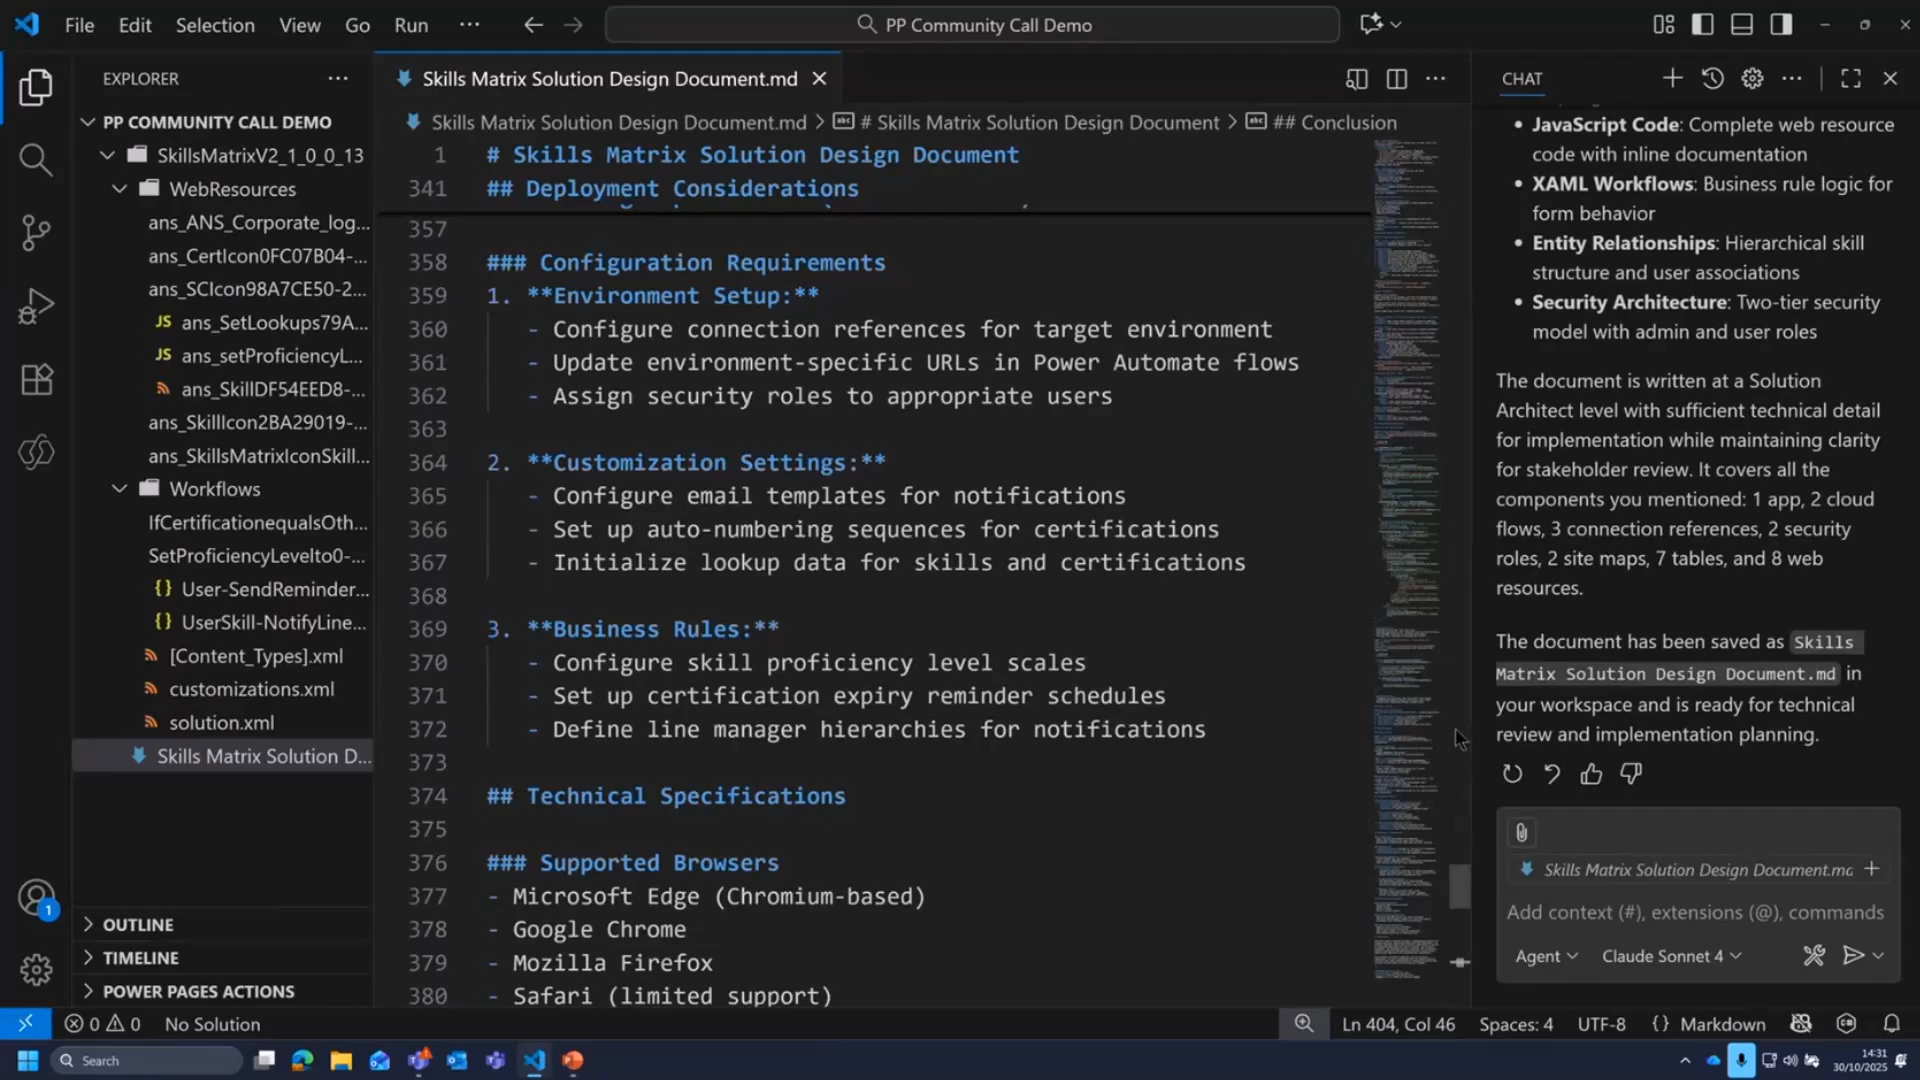 File Edit Selection View Go Run ···
PP Community Call Demo
EXPLORER
PP COMMUNITY CALL DEMO
SkillsMatrixV2_1_0_0_13
WebResources
ans_ANS_Corporate_log...
ans_CertIcon0FC07B04-...
ans_SCIcon98A7CE50-2...
JS ans_SetLookups79A...
JS ans_setProficiencyL...
ans_SkillDF54EED8-...
ans_SkillIcon2BA29019-...
ans_SkillsMatrixIconSkill...
Workflows
IfCertificationequalsOth...
SetProficiencyLevelto0-...
{} User-SendReminder...
{} UserSkill-NotifyLine...
[Content_Types].xml
customizations.xml
solution.xml
Skills Matrix Solution D...
OUTLINE
TIMELINE
POWER PAGES ACTIONS
1
Skills Matrix Solution Design Document.md
Skills Matrix Solution Design Document.md > # Skills Matrix Solution Design Document > ## Conclusion
1 # Skills Matrix Solution Design Document
341 ## Deployment Considerations
357
358 ### Configuration Requirements
359 1. **Environment Setup:**
360 - Configure connection references for target environment
361 - Update environment-specific URLs in Power Automate flows
362 - Assign security roles to appropriate users
363
364 2. **Customization Settings:**
365 - Configure email templates for notifications
366 - Set up auto-numbering sequences for certifications
367 - Initialize lookup data for skills and certifications
368
369 3. **Business Rules:**
370 - Configure skill proficiency level scales
371 - Set up certification expiry reminder schedules
372 - Define line manager hierarchies for notifications
373
374 ## Technical Specifications
375
376 ### Supported Browsers
377 - Microsoft Edge (Chromium-based)
378 - Google Chrome
379 - Mozilla Firefox
380 - Safari (limited support)
CHAT
• JavaScript Code: Complete web resource
code with inline documentation
• XAML Workflows: Business rule logic for
form behavior
• Entity Relationships: Hierarchical skill
structure and user associations
• Security Architecture: Two-tier security
model with admin and user roles
The document is written at a Solution
Architect level with sufficient technical detail
for implementation while maintaining clarity
for stakeholder review. It covers all the
components you mentioned: 1 app, 2 cloud
flows, 3 connection references, 2 security
roles, 2 site maps, 7 tables, and 8 web
resources.
The document has been saved as Skills
Matrix Solution Design Document.md in
your workspace and is ready for technical
review and implementation planning.
Skills Matrix Solution Design Document.md
Add context (#), extensions (@), commands
Agent Claude Sonnet 4
0 0 No Solution
Ln 404, Col 46 Spaces: 4 UTF-8 {} Markdown
Search
14:31
30/10/2025